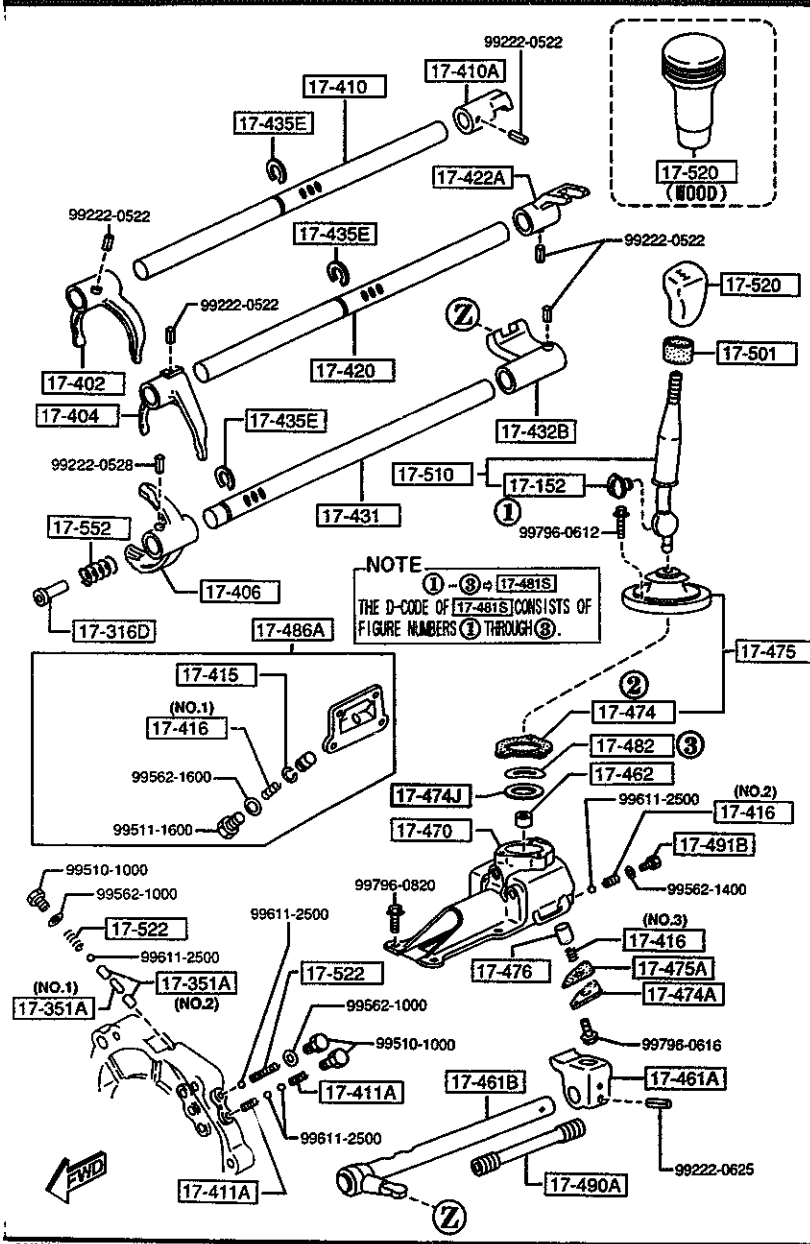 99222-0522
17-410A
17-410
17-435E
17-520
(WOOD)
17-422A
99222-0522
17-435E
99222-0522
17-520
99222-0522
Z
17-501
17-420
17-402
17-404
17-435E
17-432B
99222-0528
17-510
17-152
1
17-431
99796-0612
17-552
17-406
NOTE
1 - 3 ⇒ 17-481S
THE D-CODE OF 17-481S CONSISTS OF
FIGURE NUMBERS 1 THROUGH 3.
17-316D
17-486A
17-475
17-415
2
(NO.1)
17-416
17-474
17-482 3
99562-1600
17-462
17-474J
99611-2500
(NO.2)
17-416
99511-1600
17-470
17-491B
99510-1000
99796-0820
99562-1400
99562-1000
99611-2500
(NO.3)
17-416
17-522
99611-2500
17-476
17-475A
(NO.1)
17-351A
17-351A
(NO.2)
17-522
17-474A
99562-1000
99510-1000
99796-0616
17-461B
17-461A
17-411A
99611-2500
99222-0625
FWD
17-411A
17-490A
Z